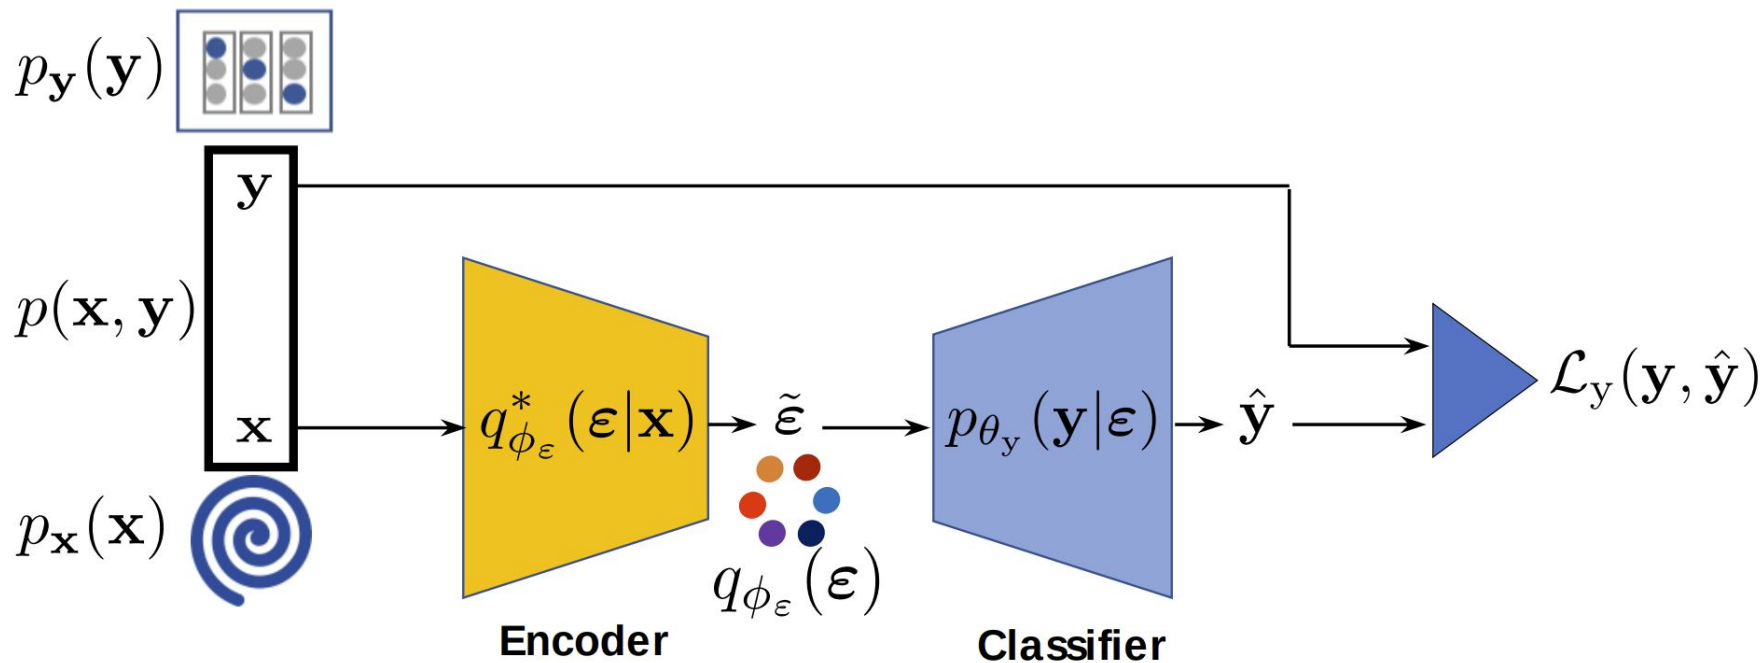 p_𝐲(𝐲)
𝐲
p(𝐱, 𝐲)
𝐱
p_𝐱(𝐱)
q*_{ϕ_ε}(𝜺|𝐱)
Encoder
𝜺̃
q_{ϕ_ε}(𝜺)
p_{θ_y}(𝐲|𝜺)
Classifier
𝐲̂
ℒ_y(𝐲, 𝐲̂)